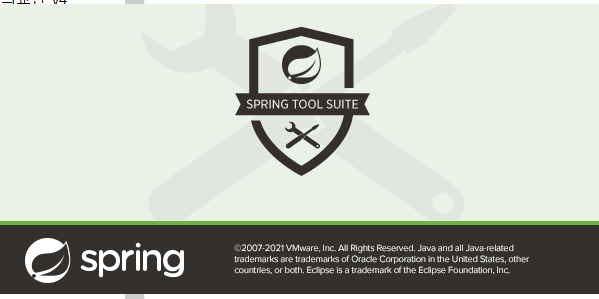 SPRING TOOL SUITE
spring
©2007-2021 VMware, Inc. All Rights Reserved. Java and all Java-related
trademarks are trademarks of Oracle Corporation in the United States, other
countries, or both. Eclipse is a trademark of the Eclipse Foundation, Inc.